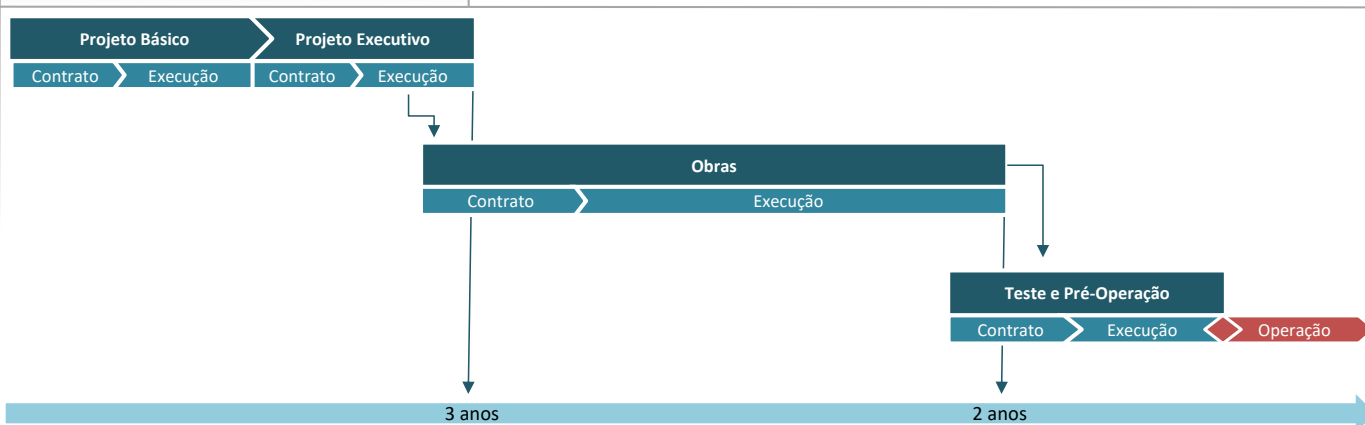 Projeto Básico
Projeto Executivo
Contrato
Execução
Contrato
Execução
Obras
Contrato
Execução
Teste e Pré-Operação
Contrato
Execução
Operação
3 anos
2 anos